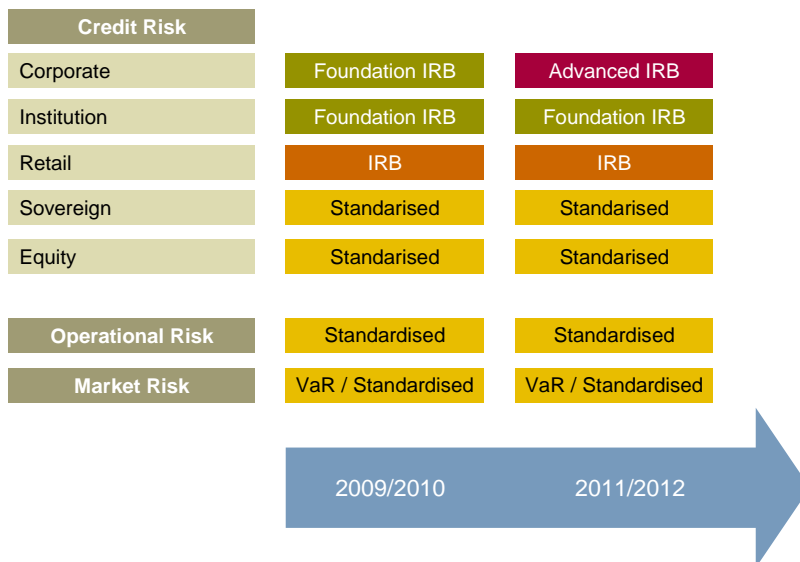 Credit Risk
Corporate Foundation IRB Advanced IRB
Institution Foundation IRB Foundation IRB
Retail IRB IRB
Sovereign Standarised Standarised
Equity Standarised Standarised
Operational Risk Standardised Standardised
Market Risk VaR / Standardised VaR / Standardised
2009/2010 2011/2012